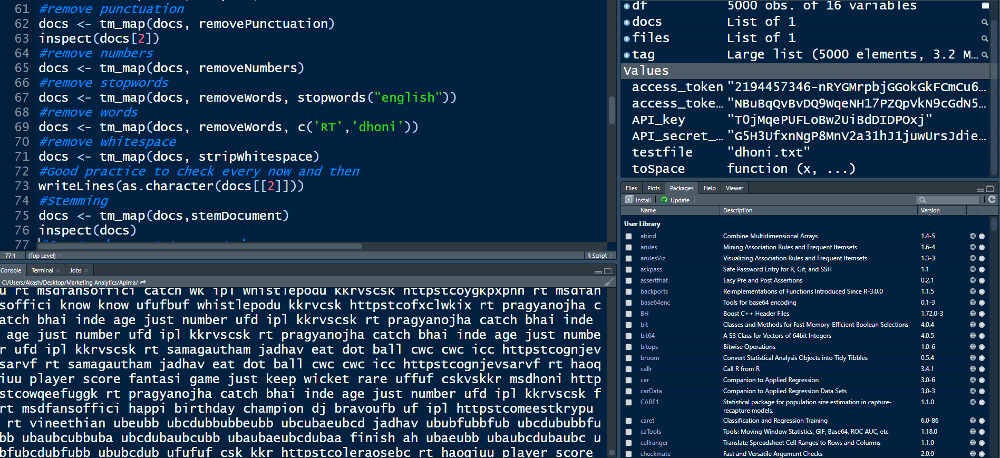 61 #remove punctuation
62 docs <- tm_map(docs, removePunctuation)
63 inspect(docs[2])
64 #remove numbers
65 docs <- tm_map(docs, removeNumbers)
66 #remove stopwords
67 docs <- tm_map(docs, removeWords, stopwords("english"))
68 #remove words
69 docs <- tm_map(docs, removeWords, c('RT','dhoni'))
70 #remove whitespace
71 docs <- tm_map(docs, stripWhitespace)
72 #Good practice to check every now and then
73 writeLines(as.character(docs[[2]]))
74 #Stemming
75 docs <- tm_map(docs,stemDocument)
76 inspect(docs)
77
77:1 (Top Level) R Script
Console Terminal Jobs
C:/Users/Akash/Desktop/Marketing Analytics/Apima/
u rt msdfansoffici catch wk ipl whistlepodu kkrvscsk httpstcoygkpxphn rt msdfan
soffici know know ufufbuf whistlepodu kkrvcsk httpstcofxclwkix rt pragyanojha c
atch bhai inde age just number ufd ipl kkrvscsk rt pragyanojha catch bhai inde
age just number ufd ipl kkrvscsk rt pragyanojha catch bhai inde age just numbe
r ufd ipl kkrvscsk rt samagautham jadhav eat dot ball cwc cwc icc httpstcognjev
sarvf rt samagautham jadhav eat dot ball cwc cwc icc httpstcognjevsarvf rt haoq
iuu player score fantasi game just keep wicket rare uffuf cskvskkr msdhoni http
stcowqeefuggk rt pragyanojha catch bhai inde age just number ufd ipl kkrvscsk f
rt msdfansoffici happi birthday champion dj bravoufb uf ipl httpstcomeestkrypu
rt vineethian ubeubb ubcdubbubbeubb ubcubaeubcd jadhav ububfubbfub ubcdububbfu
bb ubaubcubbuba ubcdubaubcubb ubaubaeubcdubaa finish ah ubaeubb ubaubcdubaubc u
bfubcdubfubb ububcdub ufufuf csk kkr httpstcoleraosebc rt haoqiuu player score
df 5000 obs. of 16 variables
docs List of 1
files List of 1
tag Large list (5000 elements, 3.2 M…
Values
access_token "2194457346-nRYGMrpbjGGokGkFCmCu6…
access_toke… "NBuBqQvBvDQ9WqeNH17PZQpVkN9cGdN5…
API_key "TOjMqePUFLoBw2UiBdDIDPOxj"
API_secret_… "G5H3UfxnNgP8MnV2a31hJ1juwUrsJdie…
testfile "dhoni.txt"
toSpace function (x, ...)
Files Plots Packages Help Viewer
Install Update
Name Description Version
User Library
abind Combine Multidimensional Arrays 1.4-5
arules Mining Association Rules and Frequent Itemsets 1.6-4
arulesViz Visualizing Association Rules and Frequent Itemsets 1.3-3
askpass Safe Password Entry for R, Git, and SSH 1.1
assertthat Easy Pre and Post Assertions 0.2.1
backports Reimplementations of Functions Introduced Since R-3.0.0 1.1.5
base64enc Tools for base64 encoding 0.1-3
BH Boost C++ Header Files 1.72.0-3
bit Classes and Methods for Fast Memory-Efficient Boolean Selections 4.0.4
bit64 A S3 Class for Vectors of 64bit Integers 4.0.5
bitops Bitwise Operations 1.0-6
broom Convert Statistical Analysis Objects into Tidy Tibbles 0.5.4
callr Call R from R 3.4.1
car Companion to Applied Regression 3.0-6
carData Companion to Applied Regression Data Sets 3.0-3
CARE1 Statistical package for population size estimation in capture- 1.1.0
recapture models.
caret Classification and Regression Training 6.0-86
caTools Tools: Moving Window Statistics, GIF, Base64, ROC AUC, etc 1.18.0
cellranger Translate Spreadsheet Cell Ranges to Rows and Columns 1.1.0
checkmate Fast and Versatile Argument Checks 2.0.0